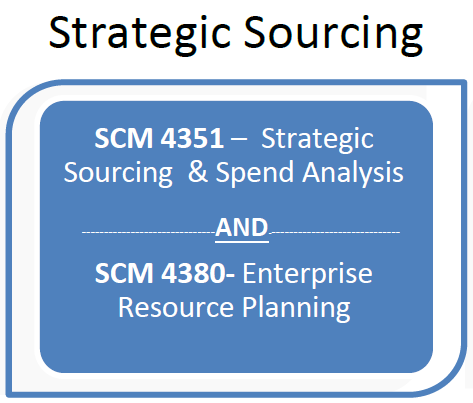 Strategic Sourcing
SCM 4351 – Strategic
Sourcing & Spend Analysis
AND
SCM 4380- Enterprise
Resource Planning